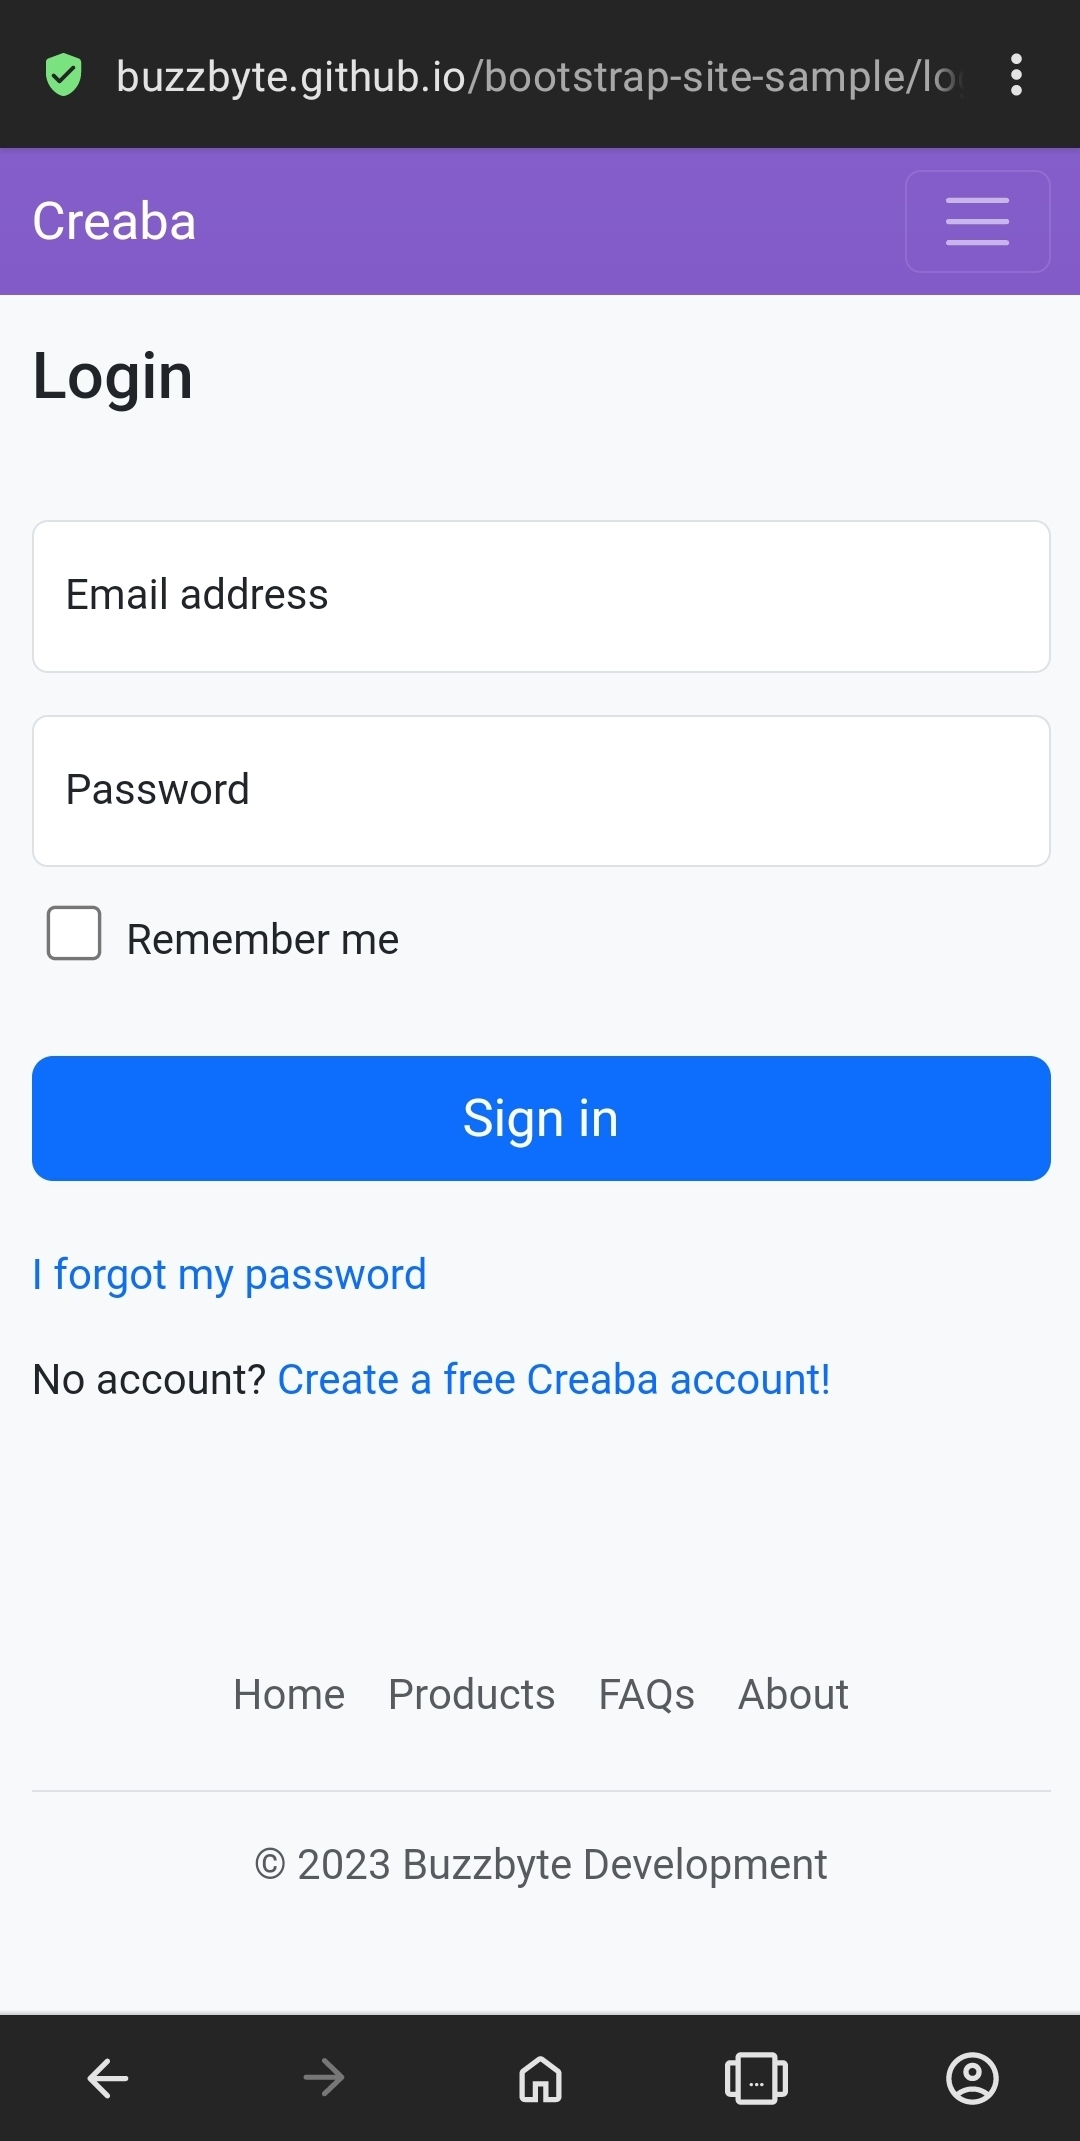 buzzbyte.github.io/bootstrap-site-sample/lo
Creaba
Login
Email address
Password
Remember me
Sign in
I forgot my password
No account? Create a free Creaba account!
Home Products FAQs About
© 2023 Buzzbyte Development